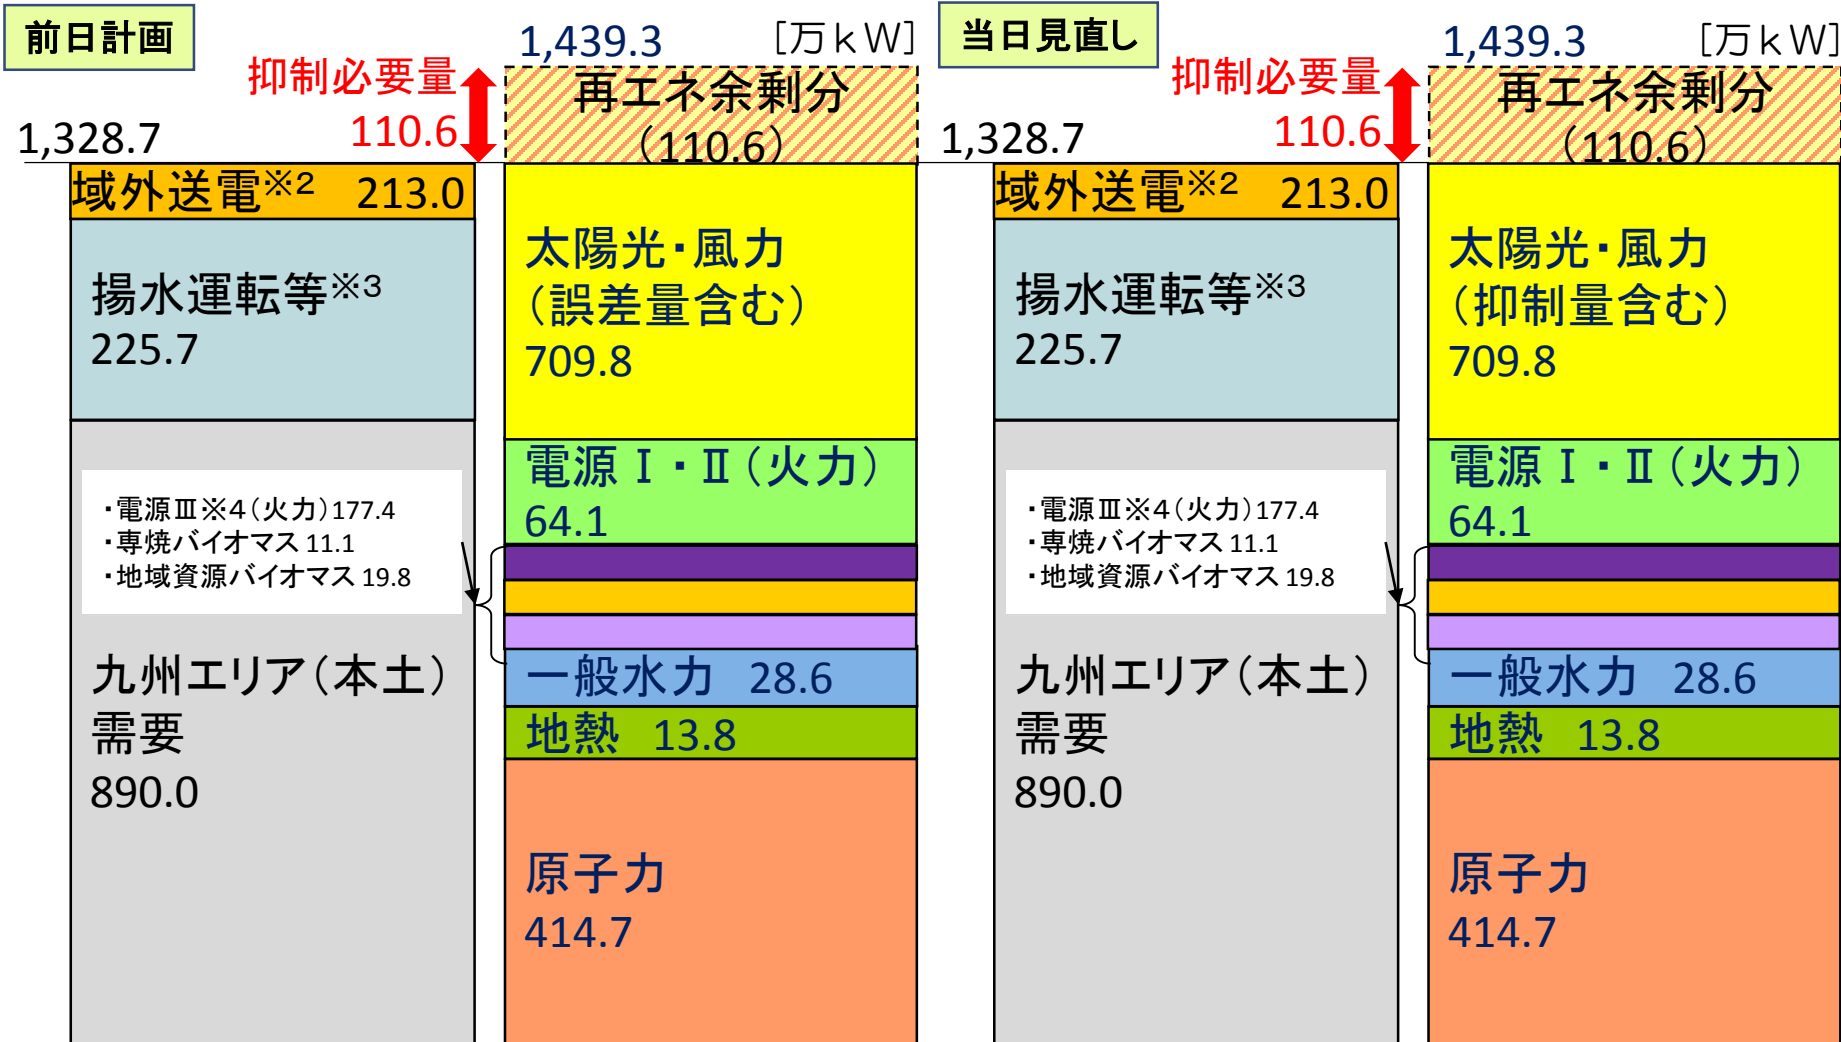 前日計画
1,439.3
[万kW]
抑制必要量
110.6
再エネ余剰分
(110.6)
1,328.7
域外送電※2 213.0
揚水運転等※3
225.7
太陽光・風力
(誤差量含む)
709.8
電源Ⅰ・Ⅱ(火力)
64.1
・電源Ⅲ※4(火力)177.4
・専焼バイオマス 11.1
・地域資源バイオマス 19.8
九州エリア(本土)
需要
890.0
一般水力 28.6
地熱 13.8
原子力
414.7
当日見直し
1,439.3
[万kW]
抑制必要量
110.6
再エネ余剰分
(110.6)
1,328.7
域外送電※2 213.0
揚水運転等※3
225.7
太陽光・風力
(抑制量含む)
709.8
電源Ⅰ・Ⅱ(火力)
64.1
・電源Ⅲ※4(火力)177.4
・専焼バイオマス 11.1
・地域資源バイオマス 19.8
九州エリア(本土)
需要
890.0
一般水力 28.6
地熱 13.8
原子力
414.7